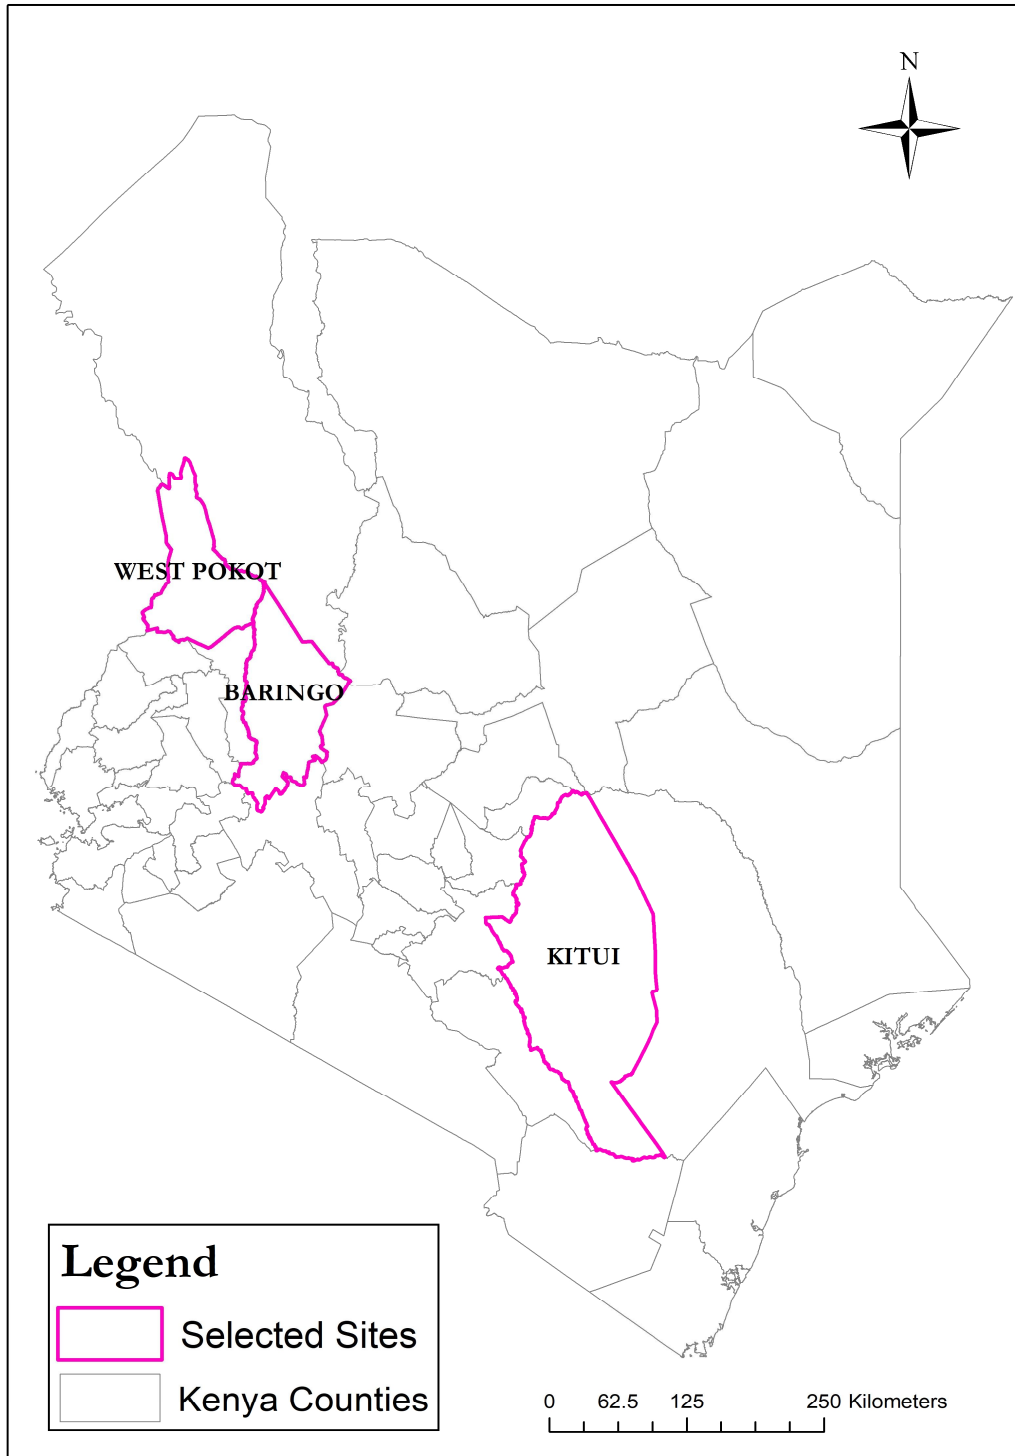 N
WEST POKOT
BARINGO
KITUI
Legend
Selected Sites
Kenya Counties
0 62.5 125 250 Kilometers